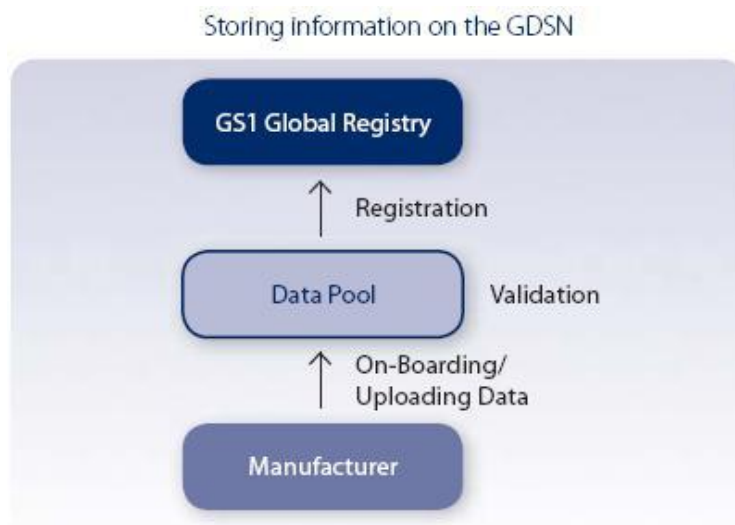 Storing information on the GDSN
GS1 Global Registry
Registration
Data Pool
Validation
On-Boarding/
Uploading Data
Manufacturer